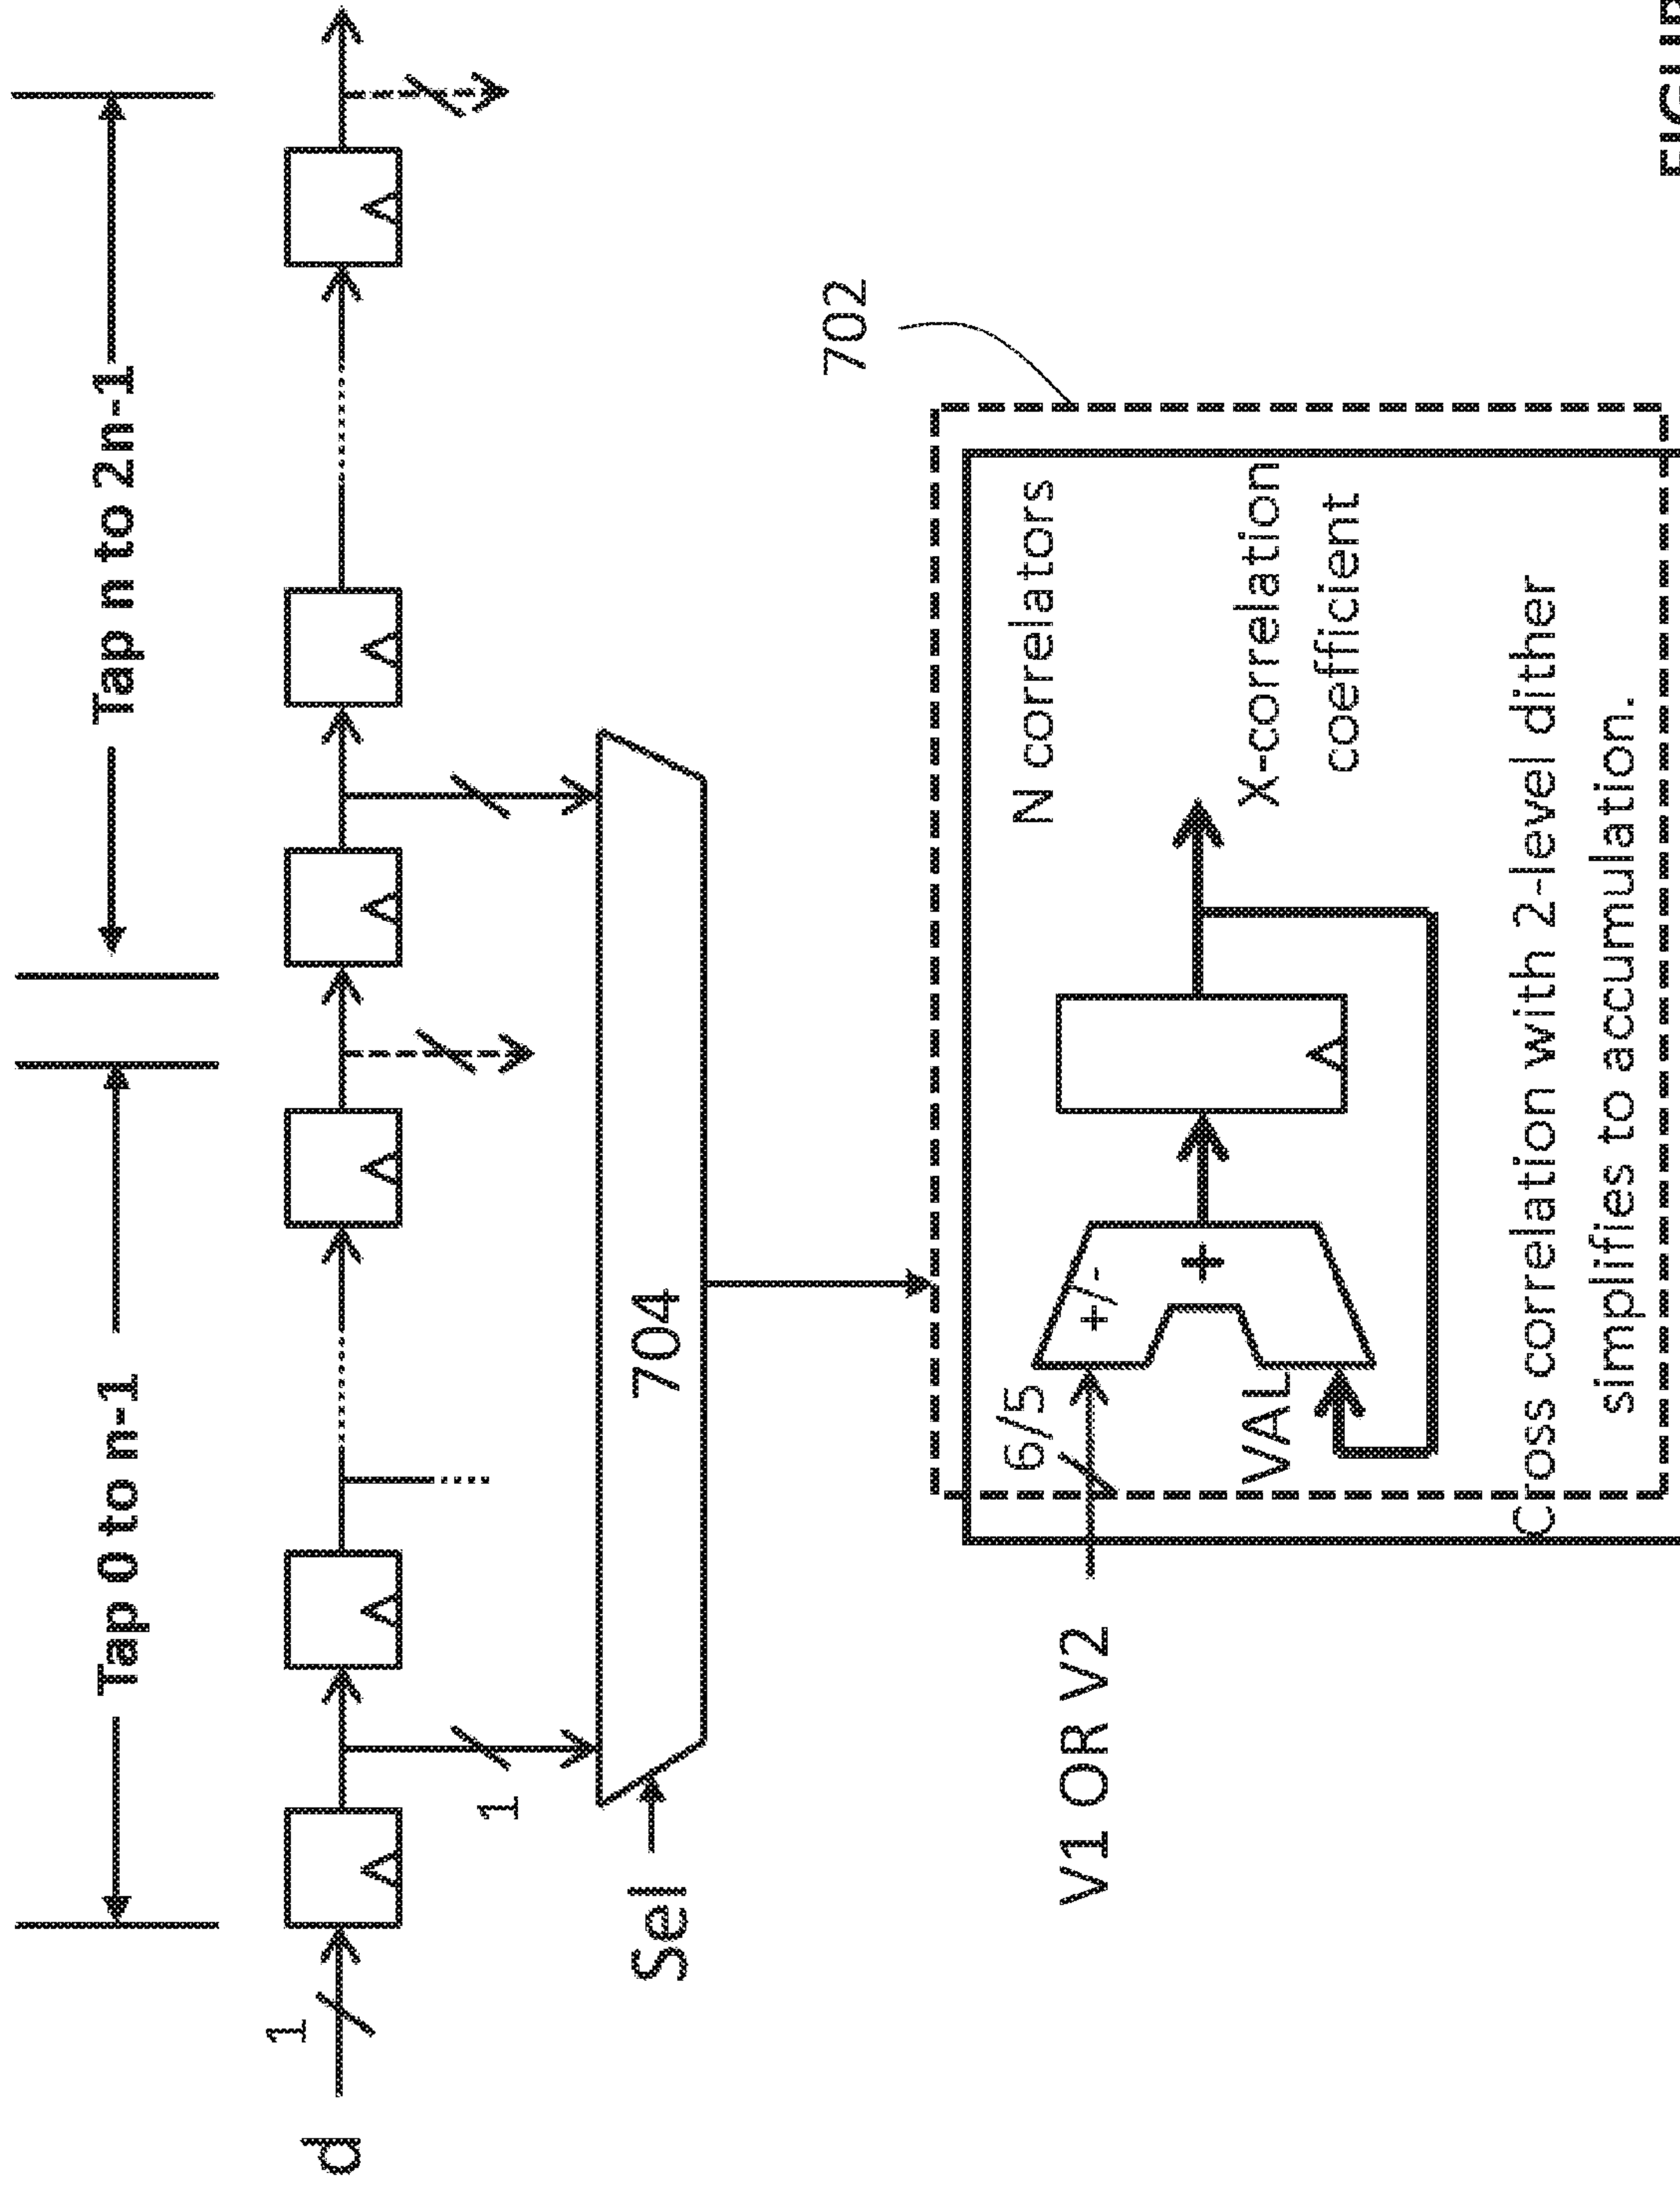 Tap 0 to n-1
Tap n to 2n-1
d
1
1
Sel
704
702
V1 OR V2
6/5
+/-
+
VAL
N correlators
X-correlation
coefficient
Cross correlation with 2-level dither
simplifies to accumulation.